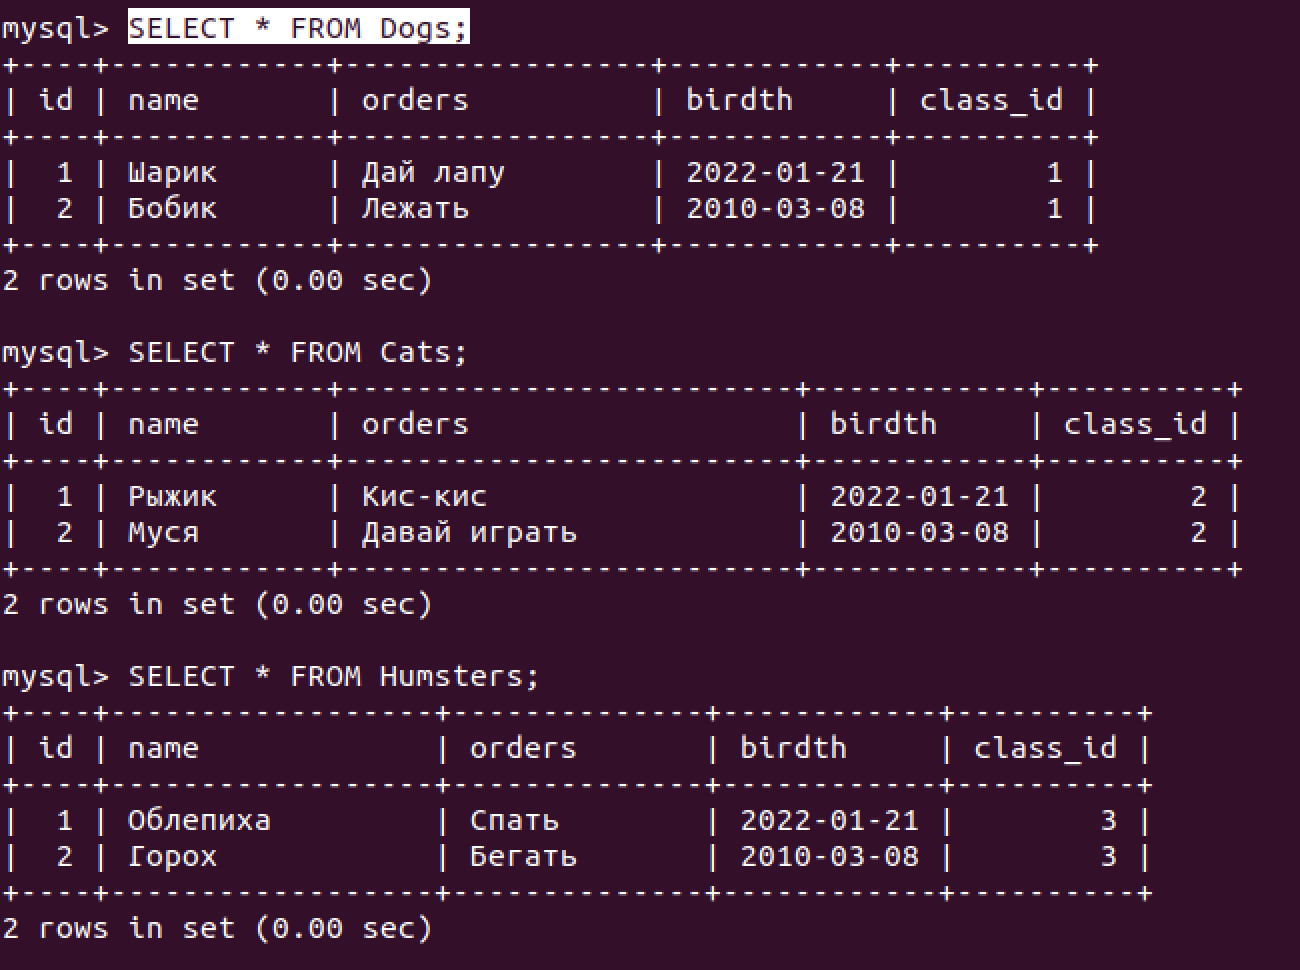 mysql> SELECT * FROM Dogs;
+----+------------+-----------------+------------+----------+
| id | name       | orders          | birdth     | class_id |
+----+------------+-----------------+------------+----------+
|  1 | Шарик      | Дай лапу        | 2022-01-21 |        1 |
|  2 | Бобик      | Лежать          | 2010-03-08 |        1 |
+----+------------+-----------------+------------+----------+
2 rows in set (0.00 sec)
mysql> SELECT * FROM Cats;
+----+------------+-------------------------+------------+----------+
| id | name       | orders                  | birdth     | class_id |
+----+------------+-------------------------+------------+----------+
|  1 | Рыжик      | Кис-кис                 | 2022-01-21 |        2 |
|  2 | Муся       | Давай играть            | 2010-03-08 |        2 |
+----+------------+-------------------------+------------+----------+
2 rows in set (0.00 sec)
mysql> SELECT * FROM Humsters;
+----+------------------+--------------+------------+----------+
| id | name             | orders       | birdth     | class_id |
+----+------------------+--------------+------------+----------+
|  1 | Облепиха         | Спать        | 2022-01-21 |        3 |
|  2 | Горох            | Бегать       | 2010-03-08 |        3 |
+----+------------------+--------------+------------+----------+
2 rows in set (0.00 sec)